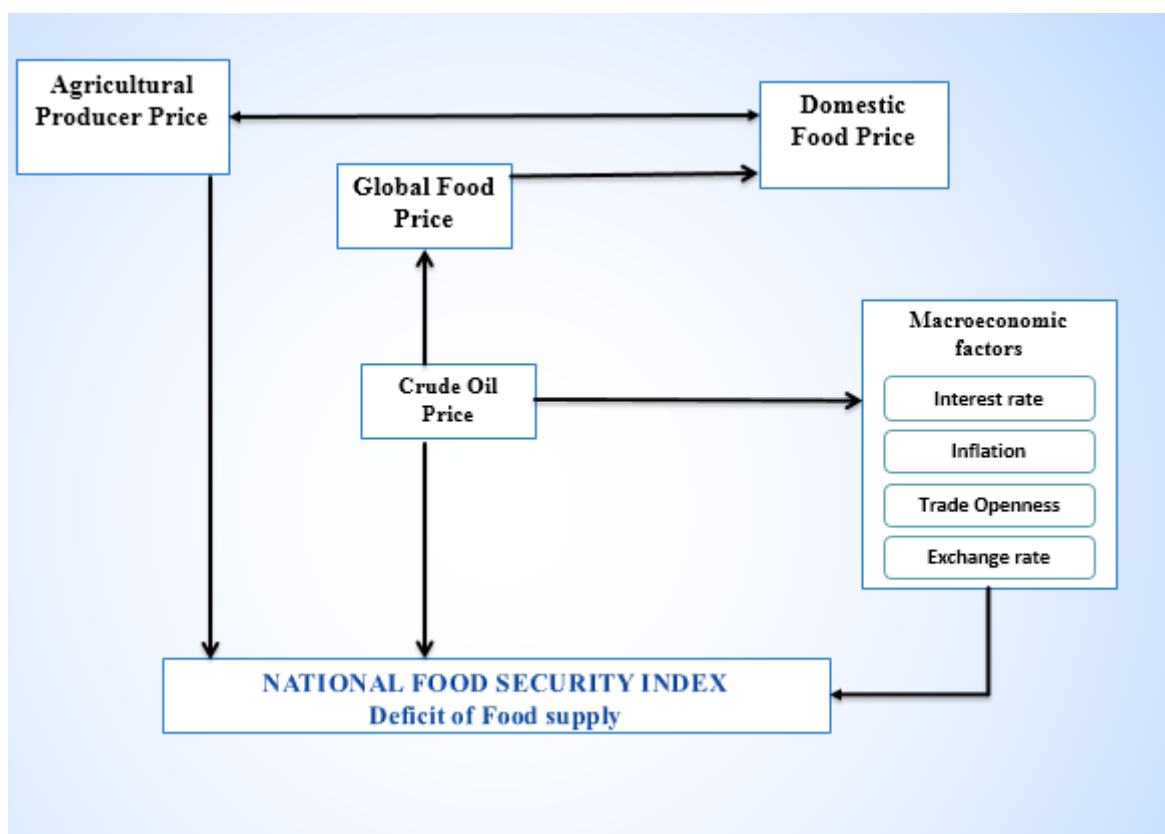 Agricultural
Producer Price
Domestic
Food Price
Global Food
Price
Macroeconomic
factors
Crude Oil
Price
Interest rate
Inflation
Trade Openness
Exchange rate
NATIONAL FOOD SECURITY INDEX
Deficit of Food supply